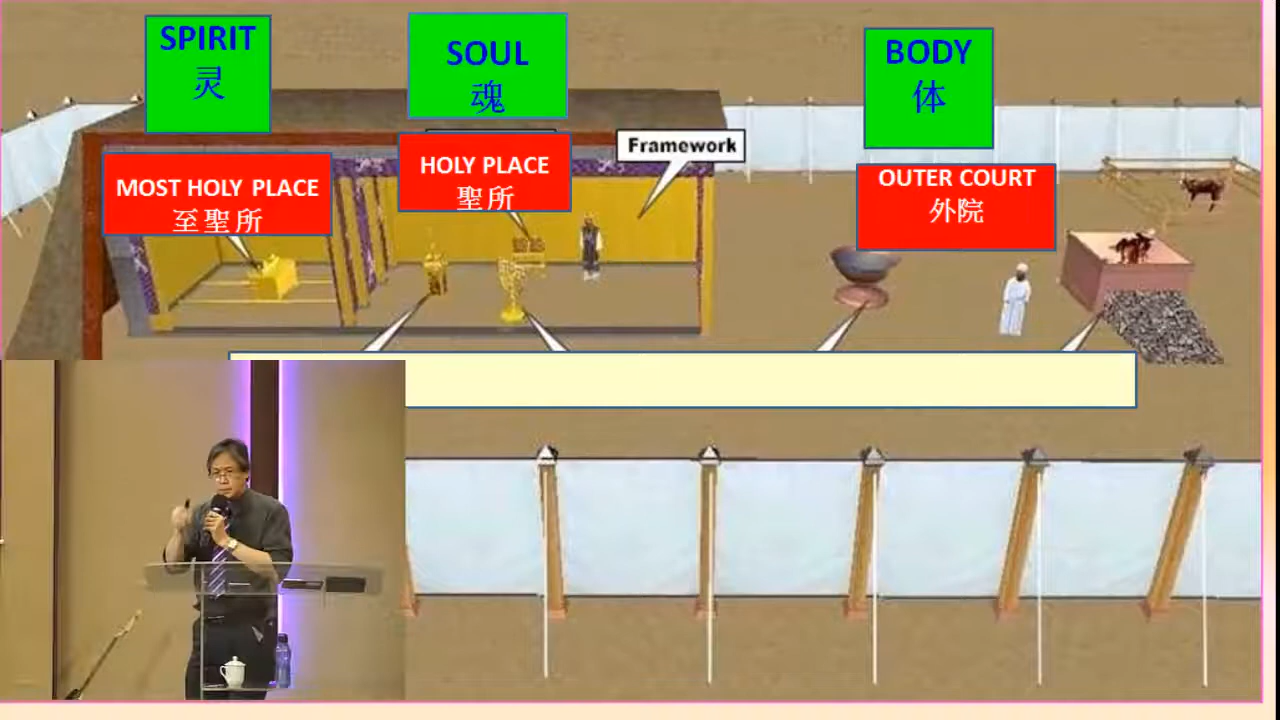 SPIRIT
灵
SOUL
魂
BODY
体
Framework
MOST HOLY PLACE
至聖所
HOLY PLACE
聖所
OUTER COURT
外院